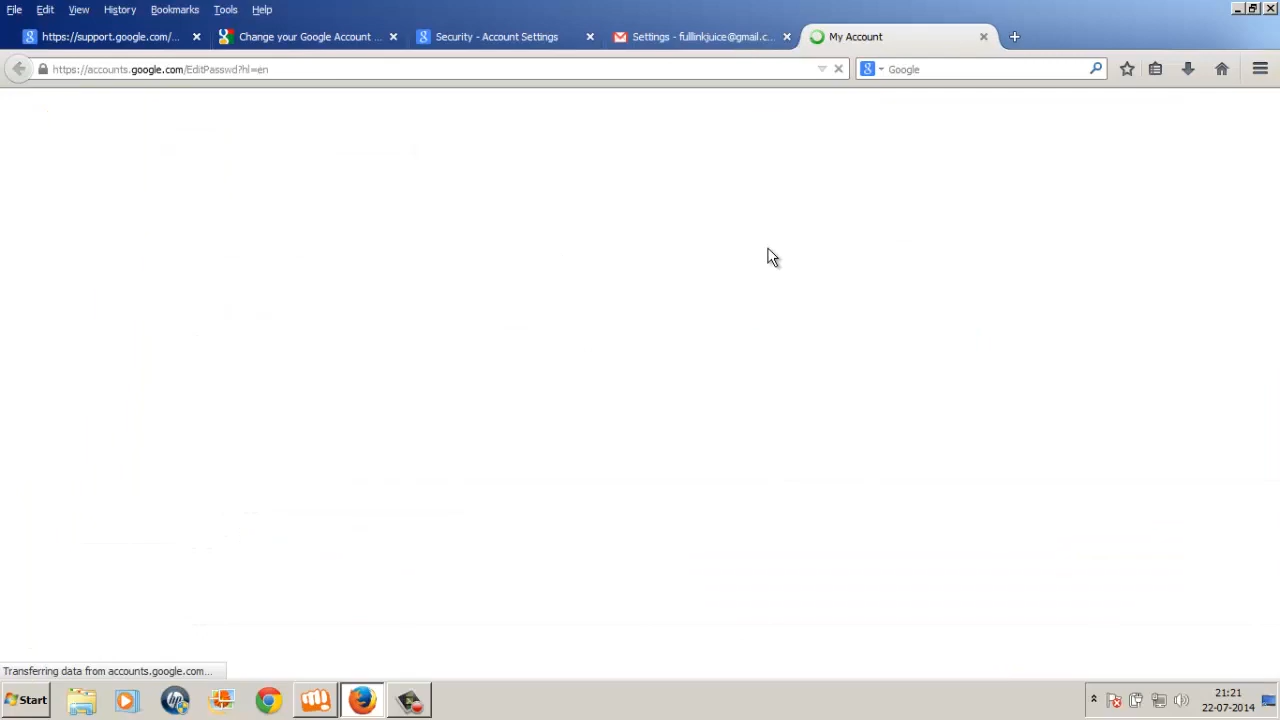 File Edit View History Bookmarks Tools Help
https://support.google.com/...
Change your Google Account ...
Security - Account Settings
Settings - fulllinkjuice@gmail.c...
My Account
https://accounts.google.com/EditPasswd?hl=en
Google
Transferring data from accounts.google.com...
Start
21:21
22-07-2014